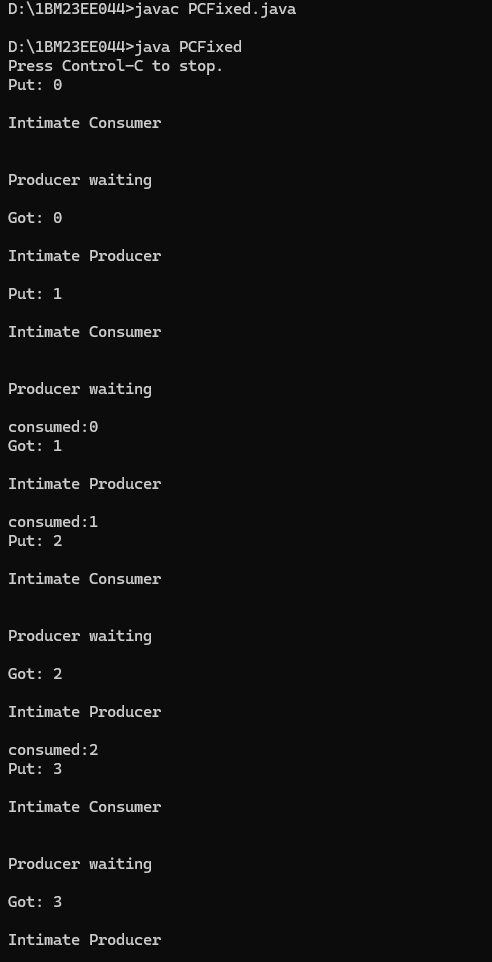 D:\1BM23EE044>javac PCFixed.java
D:\1BM23EE044>java PCFixed
Press Control-C to stop.
Put: 0
Intimate Consumer
Producer waiting
Got: 0
Intimate Producer
Put: 1
Intimate Consumer
Producer waiting
consumed:0
Got: 1
Intimate Producer
consumed:1
Put: 2
Intimate Consumer
Producer waiting
Got: 2
Intimate Producer
consumed:2
Put: 3
Intimate Consumer
Producer waiting
Got: 3
Intimate Producer